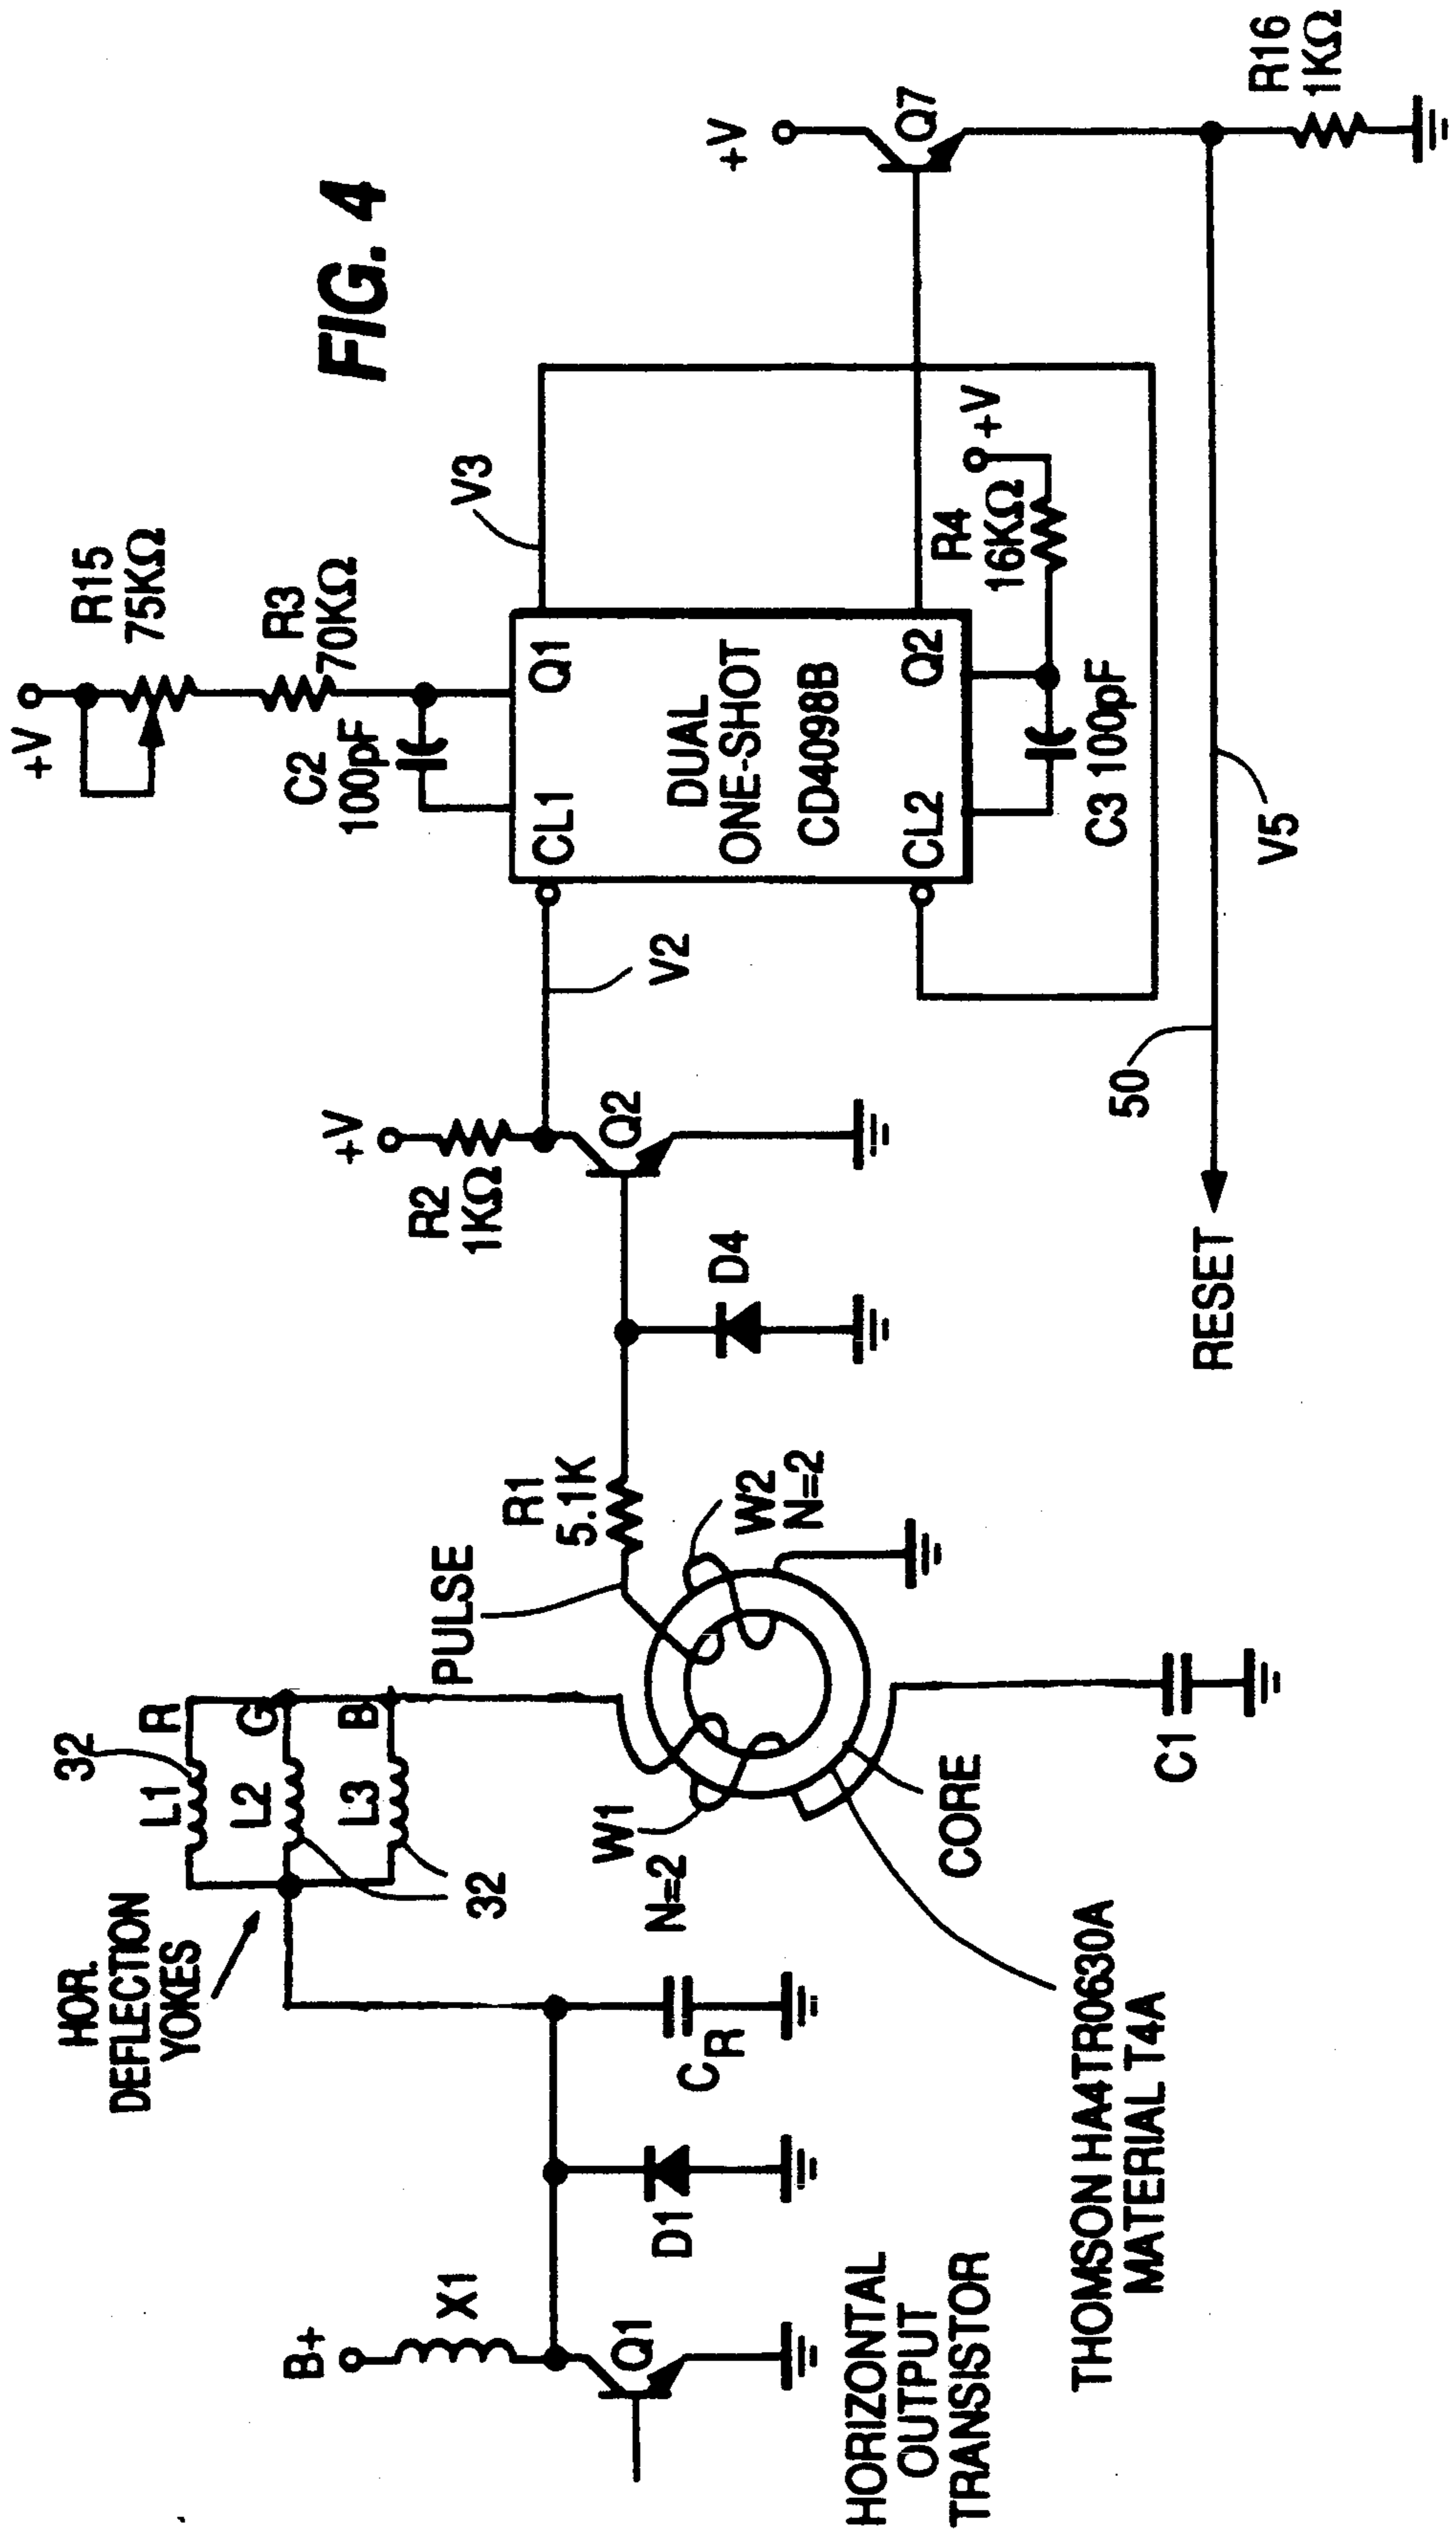 FIG. 4
HOR.
DEFLECTION
YOKES
32
L1
R
L2
G
L3
B
32
B+
X1
Q1
HORIZONTAL
OUTPUT
TRANSISTOR
D1
C
R
W1
N=2
PULSE
R1
5.1K
W2
N=2
CORE
THOMSON HA4TR0630A
MATERIAL T4A
C1
D4
+V
R2
1KΩ
Q2
V2
+V
R15
75KΩ
R3
70KΩ
C2
100pF
CL1
Q1
DUAL
ONE-SHOT
CD4098B
CL2
Q2
V3
R4
16KΩ
+V
C3 100pF
+V
Q7
R16
1KΩ
V5
50
RESET